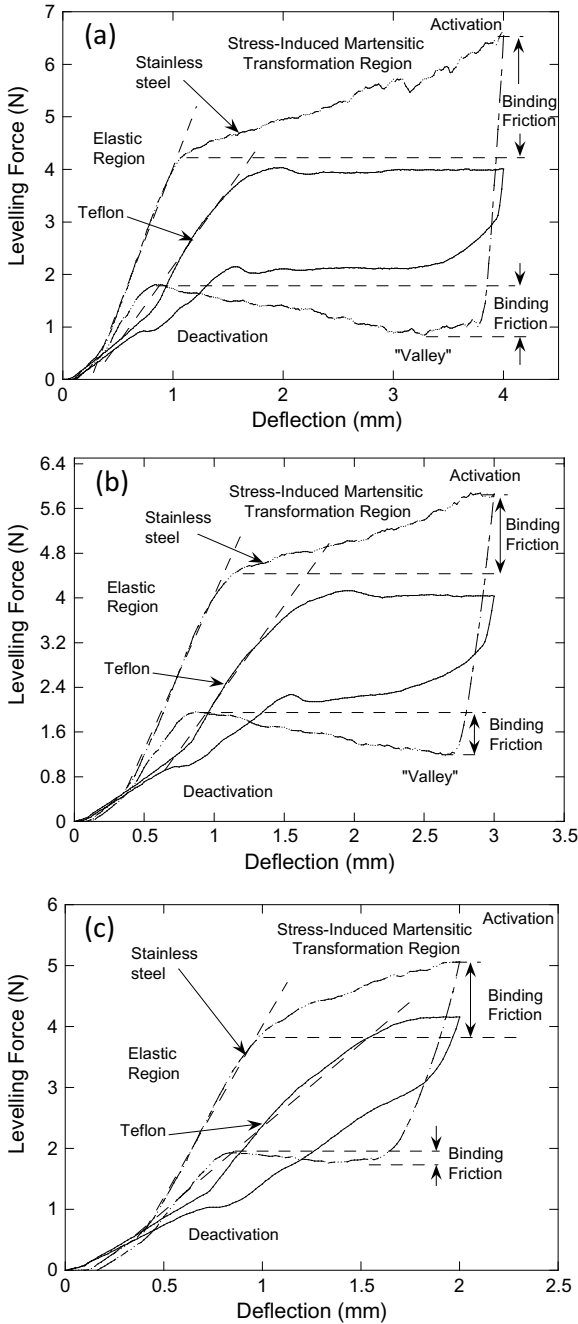 (a)
Activation
Stress-Induced Martensitic
Transformation Region
Stainless
steel
Binding
Friction
Elastic
Region
Teflon
Binding
Friction
Deactivation
"Valley"
Levelling Force (N)
7
6
5
4
3
2
1
0
0
1
2
3
4
Deflection (mm)
(b)
Activation
Stress-Induced Martensitic
Transformation Region
Stainless
steel
Binding
Friction
Elastic
Region
Teflon
Binding
Friction
Deactivation
"Valley"
Levelling Force (N)
6.4
5.6
4.8
4
3.2
2.4
1.6
0.8
0
0
0.5
1
1.5
2
2.5
3
3.5
Deflection (mm)
(c)
Activation
Stress-Induced Martensitic
Transformation Region
Stainless
steel
Binding
Friction
Elastic
Region
Teflon
Binding
Friction
Deactivation
Levelling Force (N)
6
5
4
3
2
1
0
0
0.5
1
1.5
2
2.5
Deflection (mm)